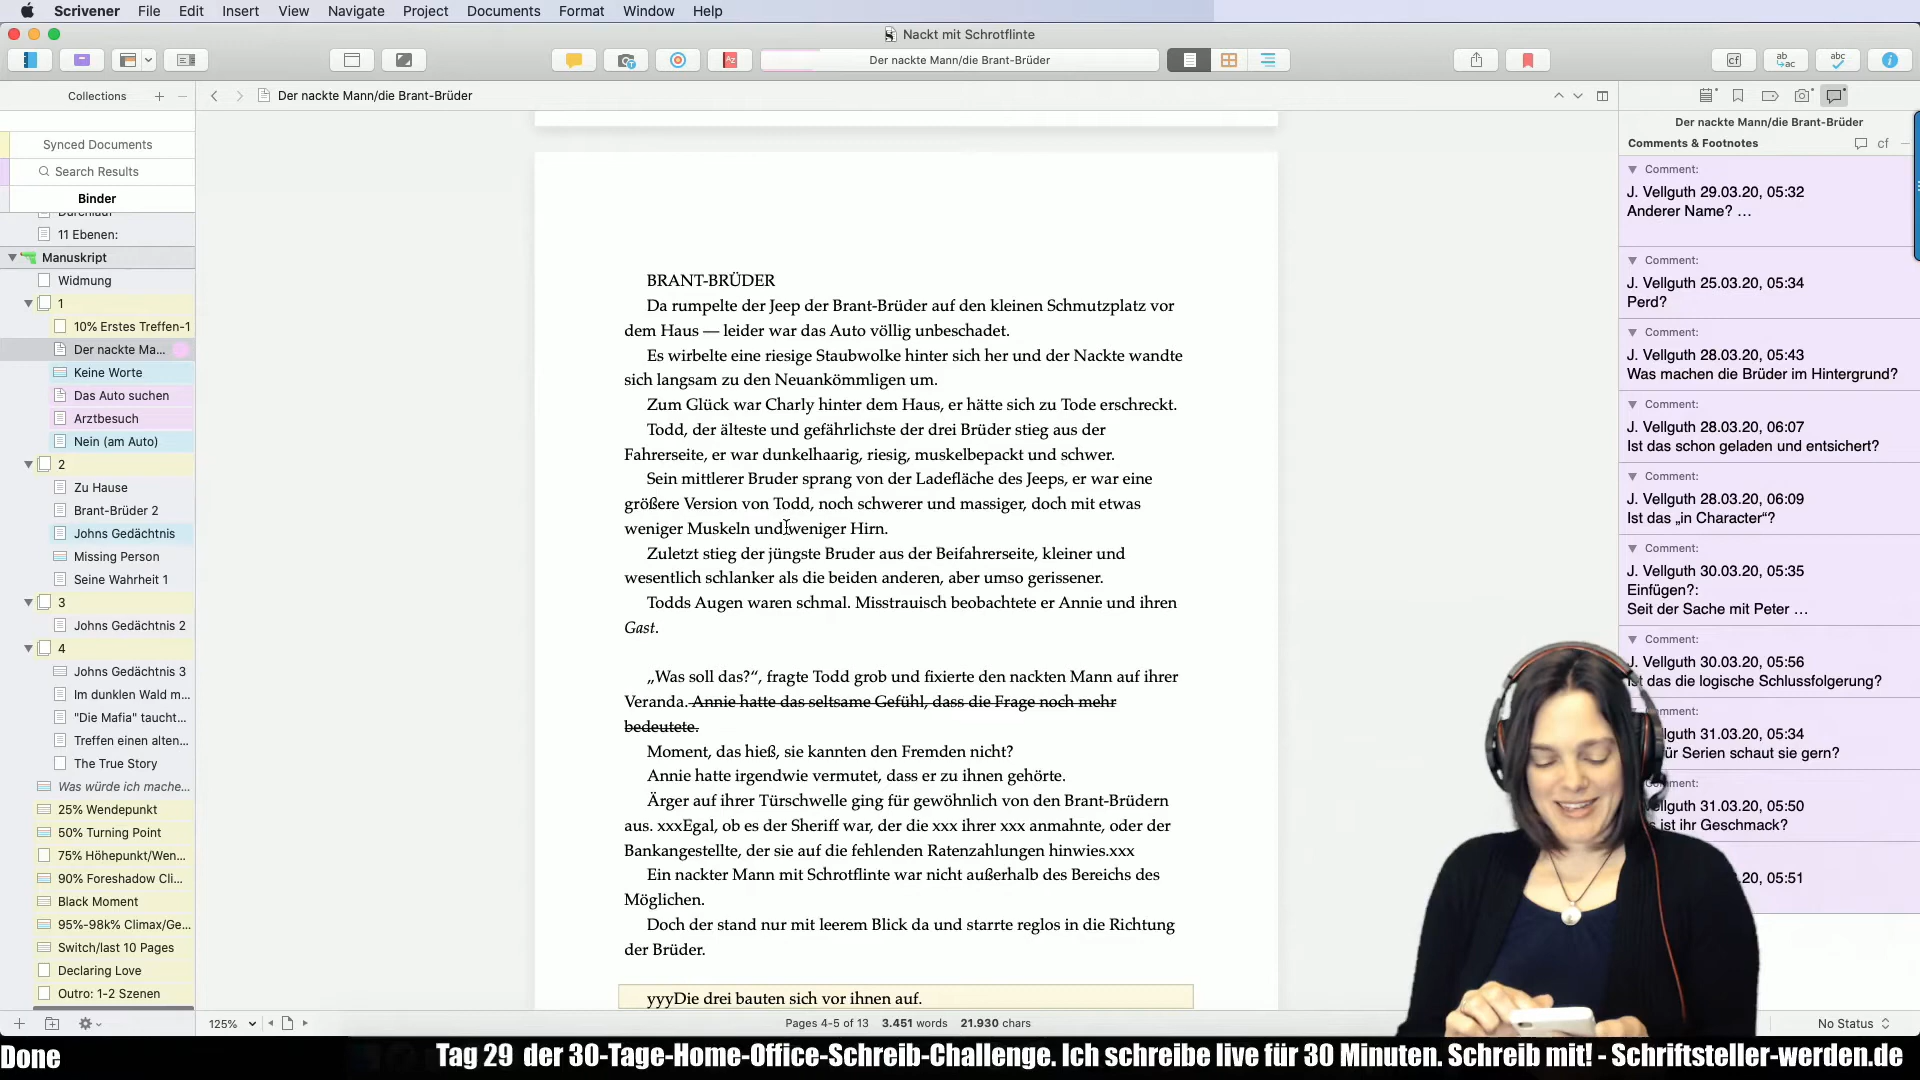 Scrivener File Edit Insert View Navigate Project Documents Format Window Help
Nackt mit Schrotflinte
Der nackte Mann/die Brant-Brüder
Collections
Der nackte Mann/die Brant-Brüder
Synced Documents
Search Results
Binder
11 Ebenen:
Manuskript
Widmung
1
10% Erstes Treffen-1
Der nackte Ma...
Keine Worte
Das Auto suchen
Arztbesuch
Nein (am Auto)
2
Zu Hause
Brant-Brüder 2
Johns Gedächtnis
Missing Person
Seine Wahrheit 1
3
Johns Gedächtnis 2
4
Johns Gedächtnis 3
Im dunklen Wald m...
"Die Mafia" taucht...
Treffen einen alten...
The True Story
Was würde ich mache...
25% Wendepunkt
50% Turning Point
75% Höhepunkt/Wen...
90% Foreshadow Cli...
Black Moment
95%-98k% Climax/Ge...
Switch/last 10 Pages
Declaring Love
Outro: 1-2 Szenen
BRANT-BRÜDER
Da rumpelte der Jeep der Brant-Brüder auf den kleinen Schmutzplatz vor
dem Haus — leider war das Auto völlig unbeschadet.
Es wirbelte eine riesige Staubwolke hinter sich her und der Nackte wandte
sich langsam zu den Neuankömmligen um.
Zum Glück war Charly hinter dem Haus, er hätte sich zu Tode erschreckt.
Todd, der älteste und gefährlichste der drei Brüder stieg aus der
Fahrerseite, er war dunkelhaarig, riesig, muskelbepackt und schwer.
Sein mittlerer Bruder sprang von der Ladefläche des Jeeps, er war eine
größere Version von Todd, noch schwerer und massiger, doch mit etwas
weniger Muskeln und weniger Hirn.
Zuletzt stieg der jüngste Bruder aus der Beifahrerseite, kleiner und
wesentlich schlanker als die beiden anderen, aber umso gerissener.
Todds Augen waren schmal. Misstrauisch beobachtete er Annie und ihren
Gast.
„Was soll das?“, fragte Todd grob und fixierte den nackten Mann auf ihrer
Veranda. Annie hatte das seltsame Gefühl, dass die Frage noch mehr
bedeutete.
Moment, das hieß, sie kannten den Fremden nicht?
Annie hatte irgendwie vermutet, dass er zu ihnen gehörte.
Ärger auf ihrer Türschwelle ging für gewöhnlich von den Brant-Brüdern
aus. xxxEgal, ob es der Sheriff war, der die xxx ihrer xxx anmahnte, oder der
Bankangestellte, der sie auf die fehlenden Ratenzahlungen hinwies.xxx
Ein nackter Mann mit Schrotflinte war nicht außerhalb des Bereichs des
Möglichen.
Doch der stand nur mit leerem Blick da und starrte reglos in die Richtung
der Brüder.
yyyDie drei bauten sich vor ihnen auf.
125%
Pages 4-5 of 13 3.451 words 21.930 chars
Der nackte Mann/die Brant-Brüder
Comments & Footnotes
cf
Comment:
J. Vellguth 29.03.20, 05:32
Anderer Name? …
Comment:
J. Vellguth 25.03.20, 05:34
Perd?
Comment:
J. Vellguth 28.03.20, 05:43
Was machen die Brüder im Hintergrund?
Comment:
J. Vellguth 28.03.20, 06:07
Ist das schon geladen und entsichert?
Comment:
J. Vellguth 28.03.20, 06:09
Ist das „in Character“?
Comment:
J. Vellguth 30.03.20, 05:35
Einfügen?:
Seit der Sache mit Peter …
Comment:
J. Vellguth 30.03.20, 05:56
ist das die logische Schlussfolgerung?
31.03.20, 05:34
Serien schaut sie gern?
Vellguth 31.03.20, 05:50
ist ihr Geschmack?
05:51
No Status
Done
Tag 29 der 30-Tage-Home-Office-Schreib-Challenge. Ich schreibe live für 30 Minuten. Schreib mit! - Schriftsteller-werden.de